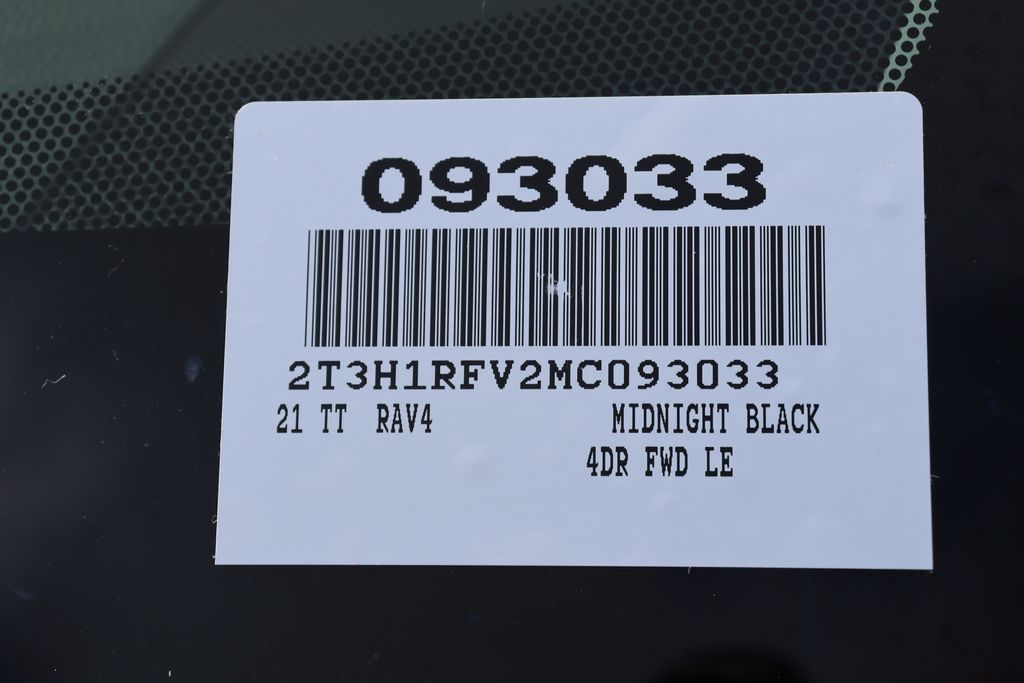 093033
2T3H1RFV2MC093033
21 TT RAV4 MIDNIGHT BLACK
4DR FWD LE